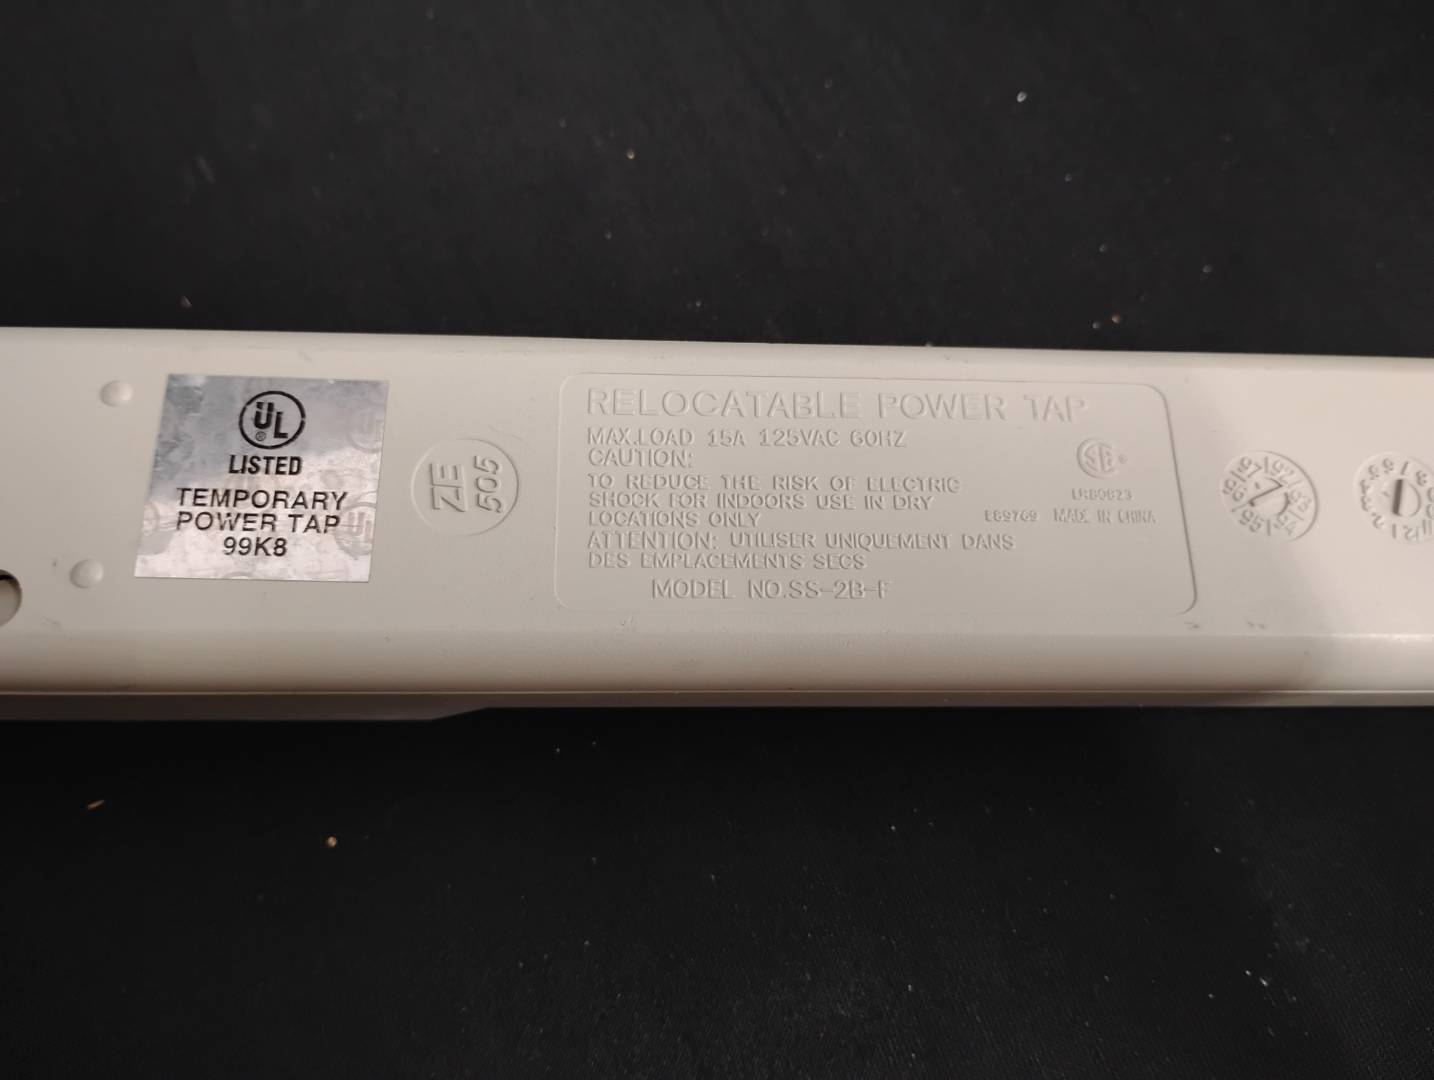 UL
LISTED
TEMPORARY
POWER TAP
99K8
ZE
505
RELOCATABLE POWER TAP
MAX.LOAD 15A 125VAC 60HZ
CAUTION:
TO REDUCE THE RISK OF ELECTRIC
SHOCK FOR INDOORS USE IN DRY
LOCATIONS ONLY
ATTENTION: UTILISER UNIQUEMENT DANS
DES EMPLACEMENTS SECS
MODEL NO.SS-2B-F
LR80823
E89769 MADE IN CHINA